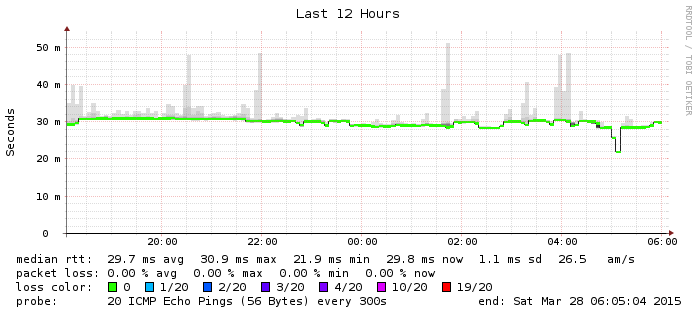 Last 12 Hours
RRDTOOL / TOBI OETIKER
Seconds
50 m
40 m
30 m
20 m
10 m
0
20:00 22:00 00:00 02:00 04:00 06:00
median rtt: 29.7 ms avg 30.9 ms max 21.9 ms min 29.8 ms now 1.1 ms sd 26.5 am/s
packet loss: 0.00 % avg 0.00 % max 0.00 % min 0.00 % now
loss color: 0 1/20 2/20 3/20 4/20 10/20 19/20
probe: 20 ICMP Echo Pings (56 Bytes) every 300s end: Sat Mar 28 06:05:04 2015